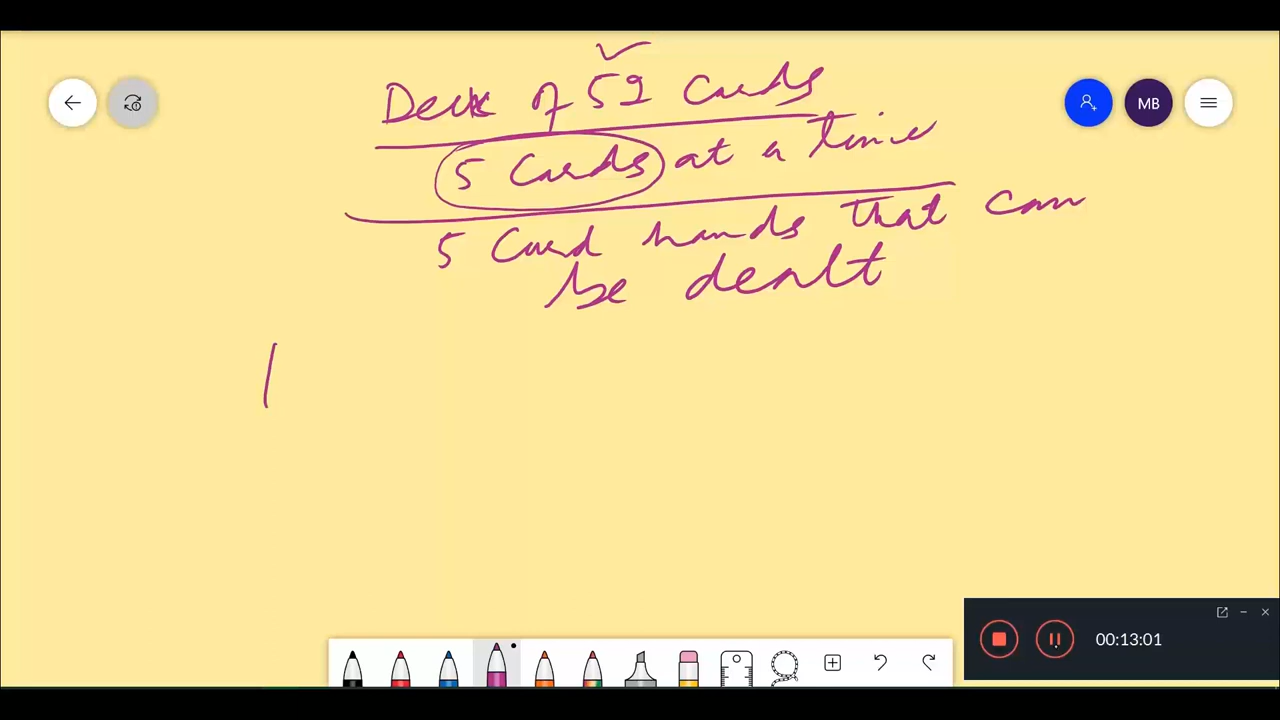 Deck of 52 Cards
5 Cards at a time
5 Card hands that can
be dealt
MB
00:13:01